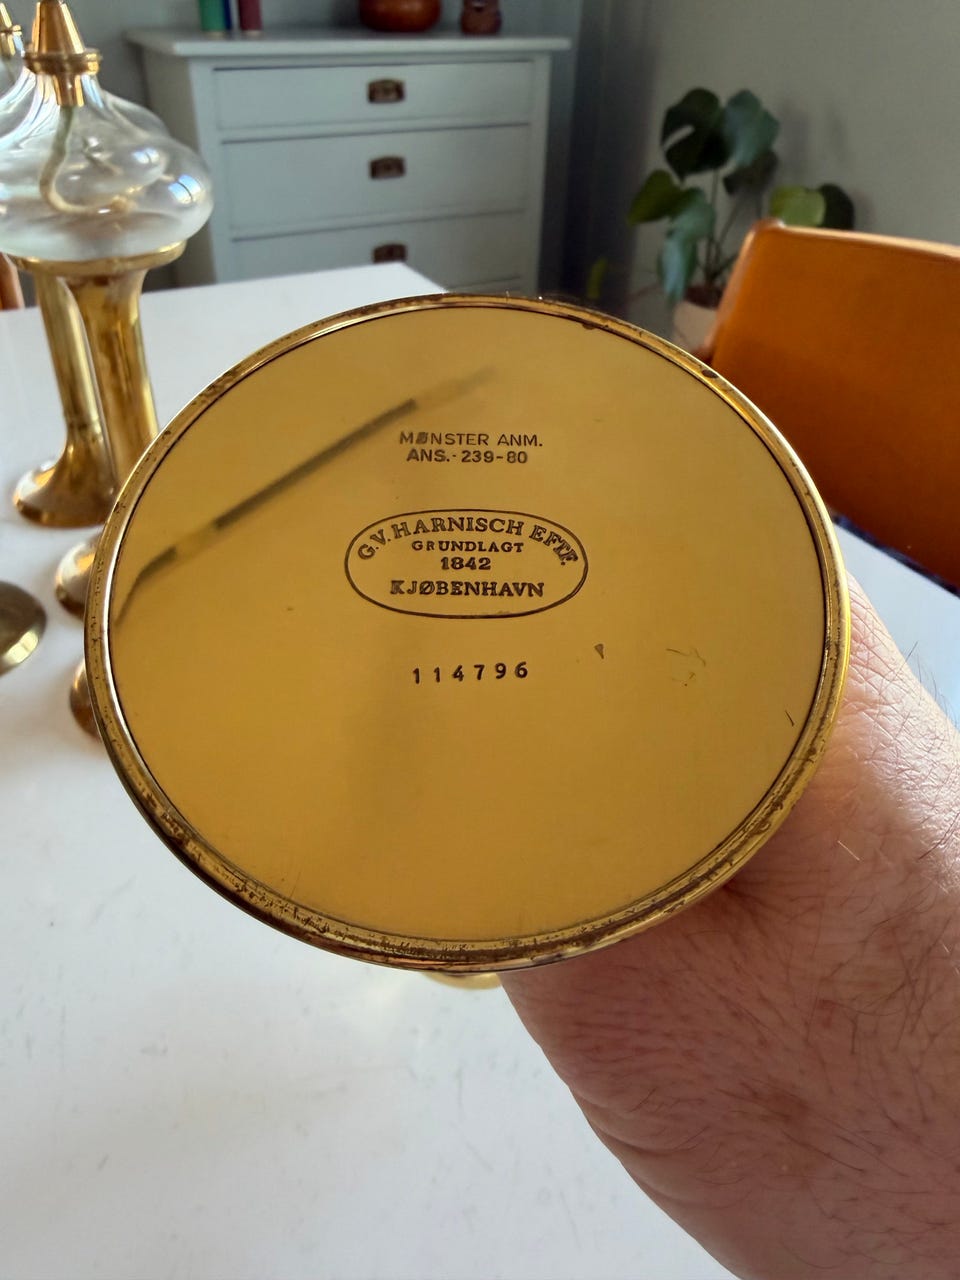 MØNSTER ANM.
ANS.-239-80
G.V. HARNISCH EFTF.
GRUNDLAGT
1842
KJØBENHAVN
114796